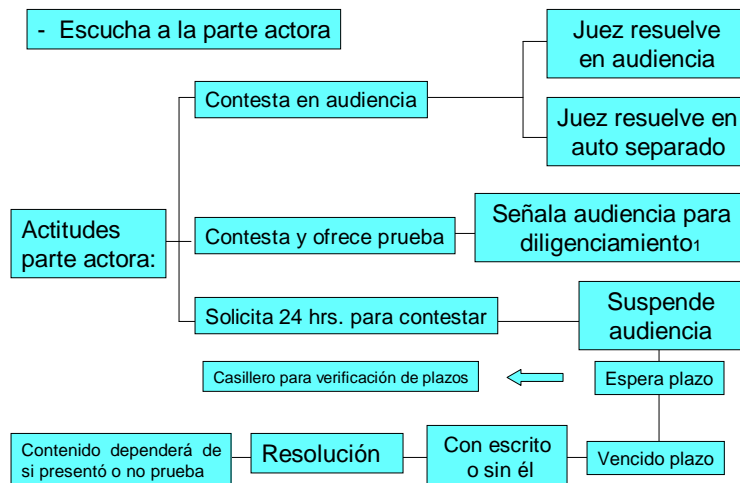 - Escucha a la parte actora
Juez resuelve
en audiencia
Contesta en audiencia
Juez resuelve en
auto separado
Actitudes
parte actora:
Contesta y ofrece prueba
Señala audiencia para
diligenciamiento1
Solicita 24 hrs. para contestar
Suspende
audiencia
Casillero para verificación de plazos
Espera plazo
Contenido dependerá de
si presentó o no prueba
Resolución
Con escrito
o sin él
Vencido plazo